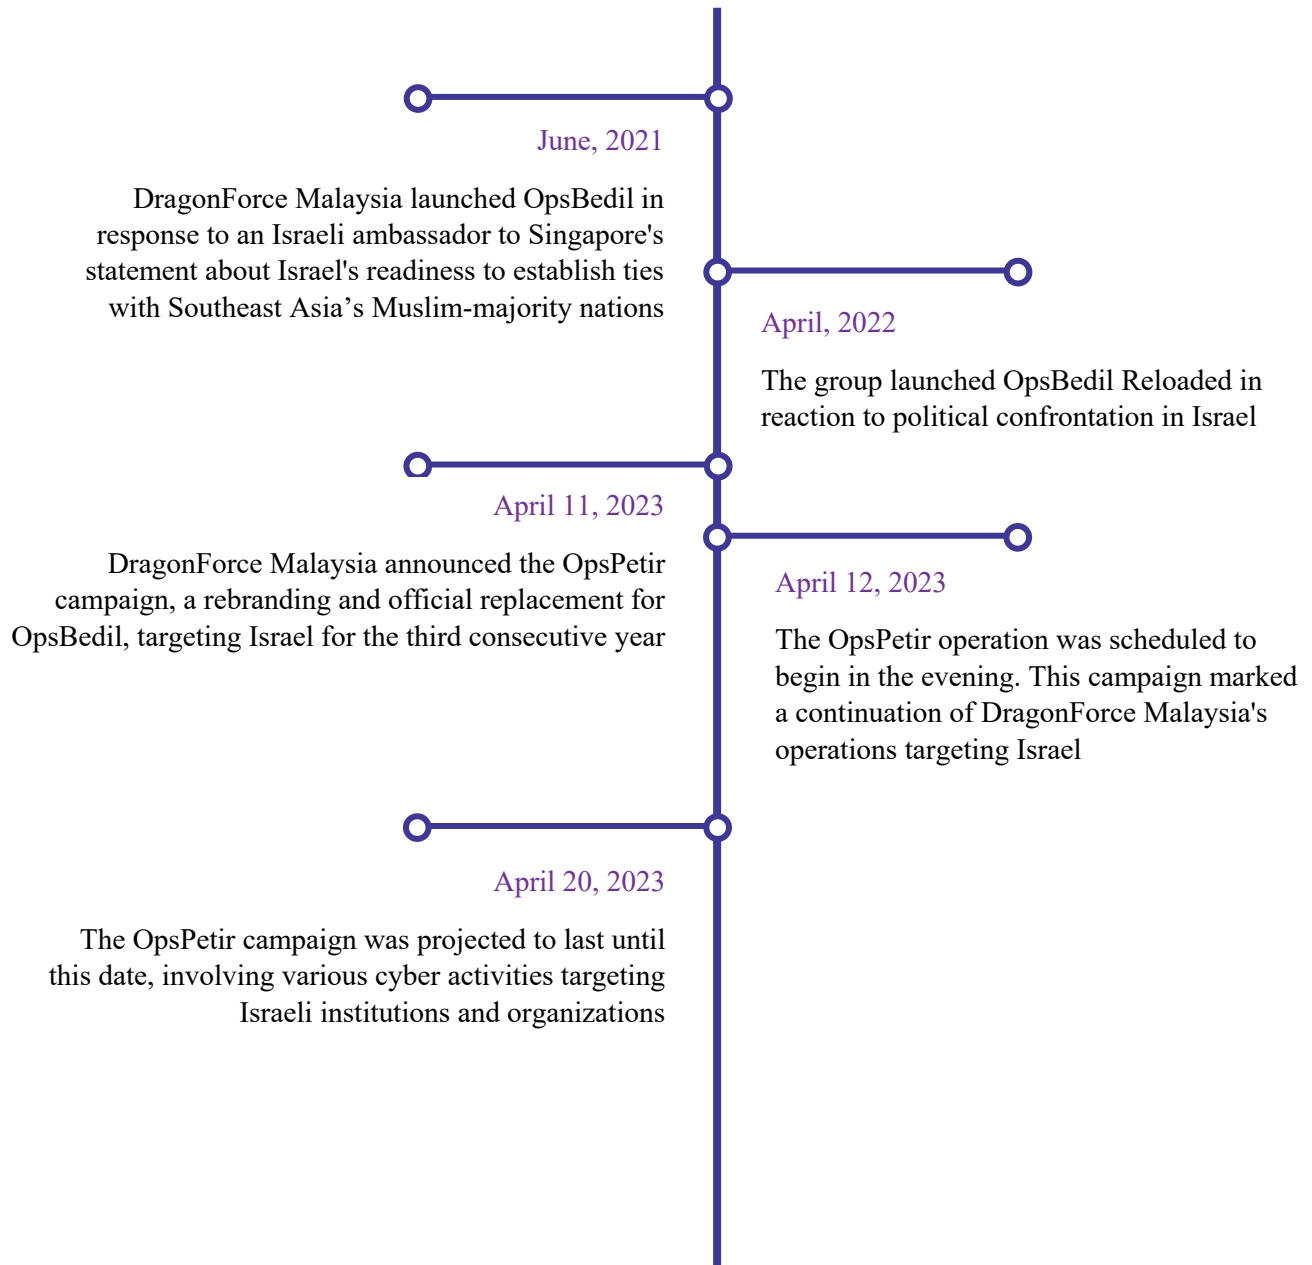 June, 2021
DragonForce Malaysia launched OpsBedil in
response to an Israeli ambassador to Singapore's
statement about Israel's readiness to establish ties
with Southeast Asia’s Muslim-majority nations
April, 2022
The group launched OpsBedil Reloaded in
reaction to political confrontation in Israel
April 11, 2023
DragonForce Malaysia announced the OpsPetir
campaign, a rebranding and official replacement for
OpsBedil, targeting Israel for the third consecutive year
April 12, 2023
The OpsPetir operation was scheduled to
begin in the evening. This campaign marked
a continuation of DragonForce Malaysia's
operations targeting Israel
April 20, 2023
The OpsPetir campaign was projected to last until
this date, involving various cyber activities targeting
Israeli institutions and organizations